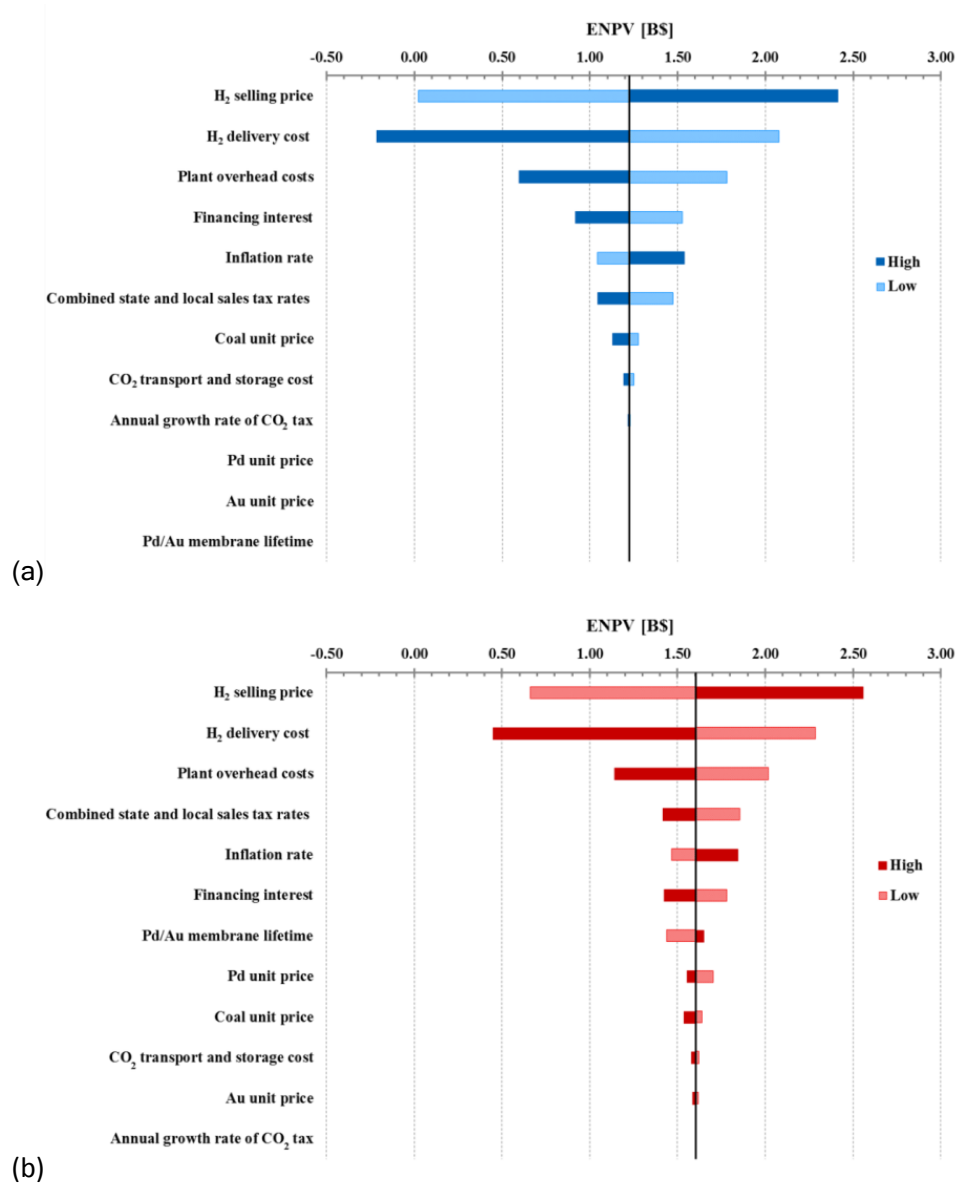 ENPV [B$]
-0.50 0.00 0.50 1.00 1.50 2.00 2.50 3.00
H₂ selling price
H₂ delivery cost
Plant overhead costs
Financing interest
Inflation rate
Combined state and local sales tax rates
Coal unit price
CO₂ transport and storage cost
Annual growth rate of CO₂ tax
Pd unit price
Au unit price
Pd/Au membrane lifetime
High
Low
(a)
ENPV [B$]
-0.50 0.00 0.50 1.00 1.50 2.00 2.50 3.00
H₂ selling price
H₂ delivery cost
Plant overhead costs
Combined state and local sales tax rates
Inflation rate
Financing interest
Pd/Au membrane lifetime
Pd unit price
Coal unit price
CO₂ transport and storage cost
Au unit price
Annual growth rate of CO₂ tax
High
Low
(b)